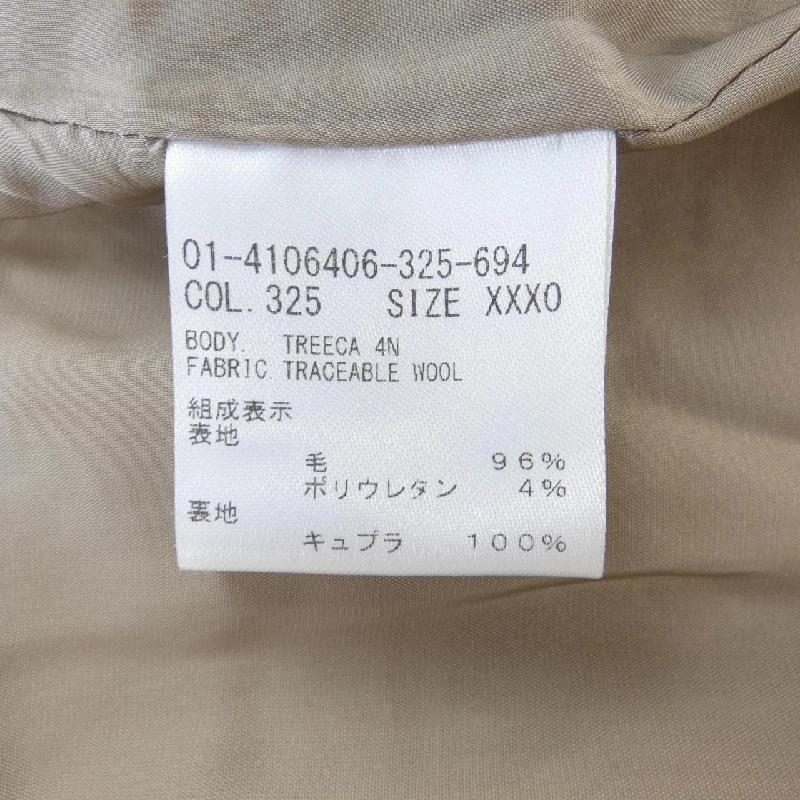 01-4106406-325-694
COL. 325 SIZE XXXO
BODY. TREECA 4N
FABRIC. TRACEABLE WOOL
組成表示
表地
毛 96%
ポリウレタン 4%
裏地
キュプラ 100%